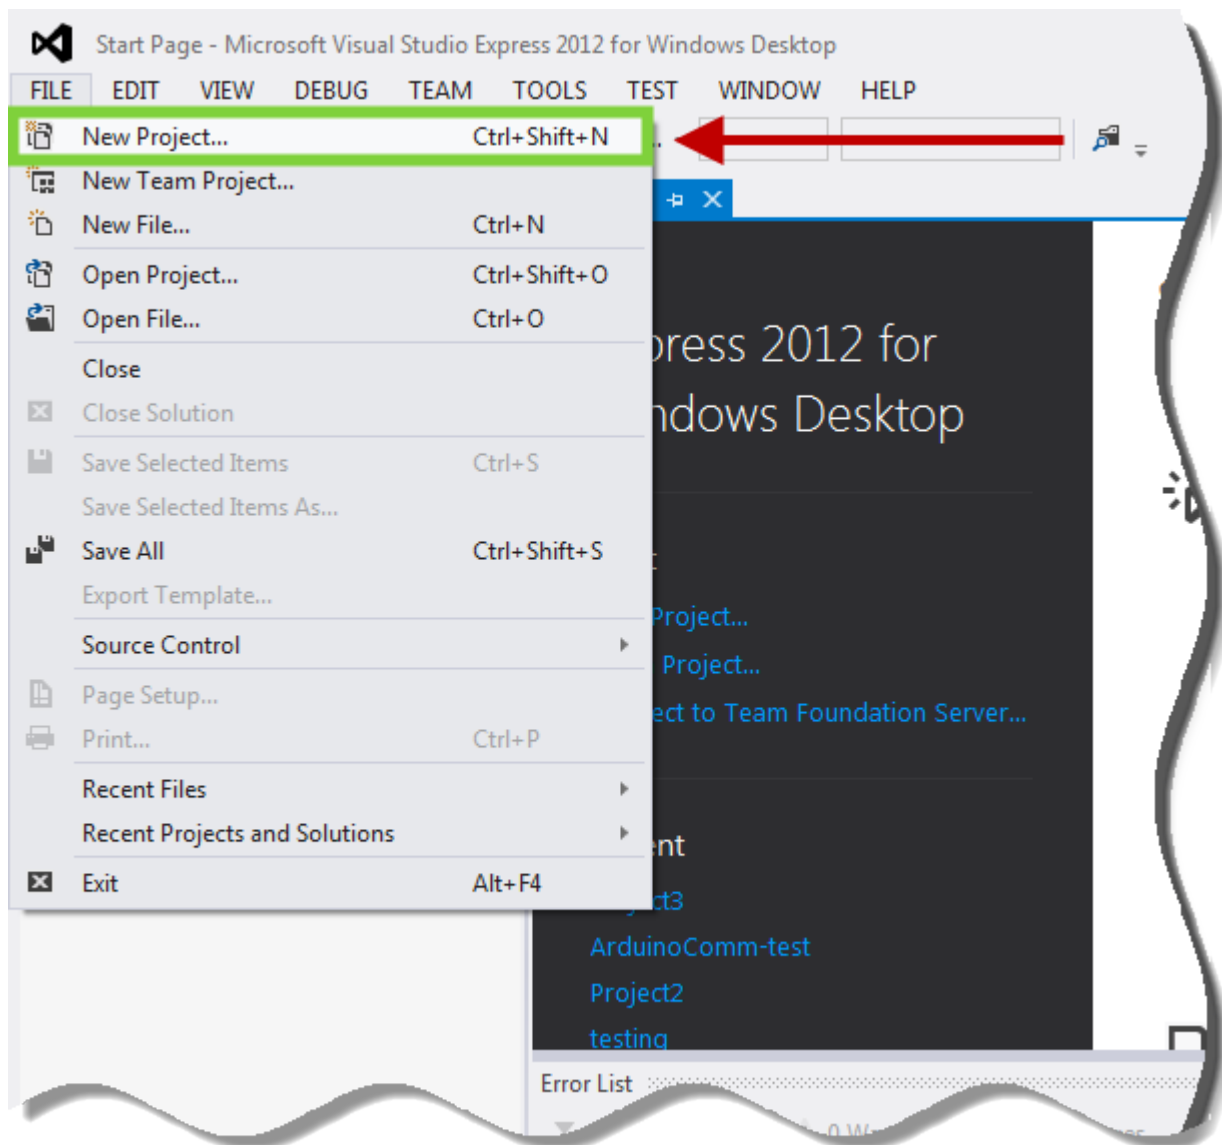 Start Page - Microsoft Visual Studio Express 2012 for Windows Desktop
FILE EDIT VIEW DEBUG TEAM TOOLS TEST WINDOW HELP
New Project... Ctrl+Shift+N
New Team Project...
New File... Ctrl+N
Open Project... Ctrl+Shift+O
Open File... Ctrl+O
Close
Close Solution
Save Selected Items Ctrl+S
Save Selected Items As...
Save All Ctrl+Shift+S
Export Template...
Source Control
Page Setup...
Print... Ctrl+P
Recent Files
Recent Projects and Solutions
Exit Alt+F4
press 2012 for
ndows Desktop
Project...
Project...
ect to Team Foundation Server...
ent
ct3
ArduinoComm-test
Project2
testing
Error List